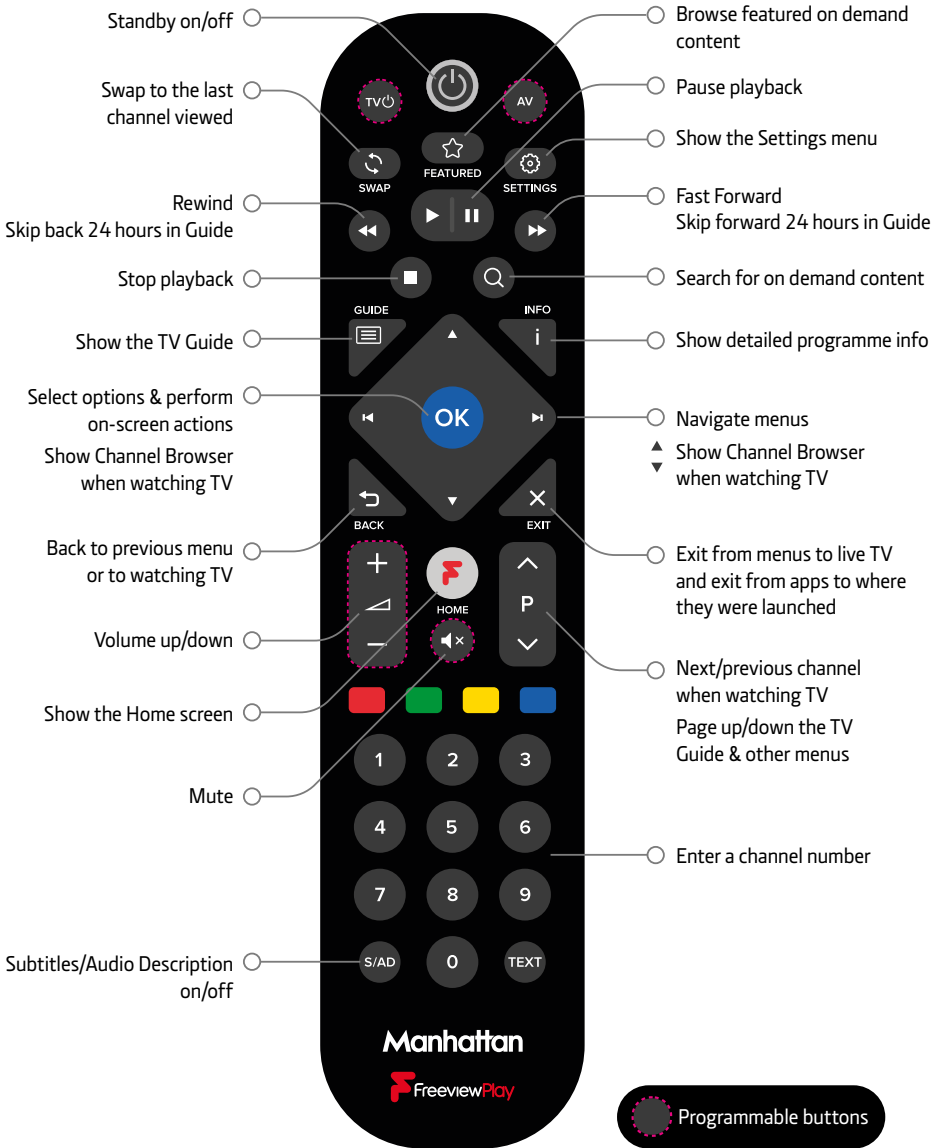 Standby on/off
Swap to the last
channel viewed
Rewind
Skip back 24 hours in Guide
Stop playback
Show the TV Guide
Select options & perform
on-screen actions
Show Channel Browser
when watching TV
Back to previous menu
or to watching TV
Volume up/down
Show the Home screen
Mute
Subtitles/Audio Description
on/off
TV
AV
FEATURED
SWAP
SETTINGS
GUIDE
INFO
i
OK
BACK
EXIT
HOME
P
1
2
3
4
5
6
7
8
9
S/AD
0
TEXT
Manhattan
FreeviewPlay
Browse featured on demand
content
Pause playback
Show the Settings menu
Fast Forward
Skip forward 24 hours in Guide
Search for on demand content
Show detailed programme info
Navigate menus
Show Channel Browser
when watching TV
Exit from menus to live TV
and exit from apps to where
they were launched
Next/previous channel
when watching TV
Page up/down the TV
Guide & other menus
Enter a channel number
Programmable buttons